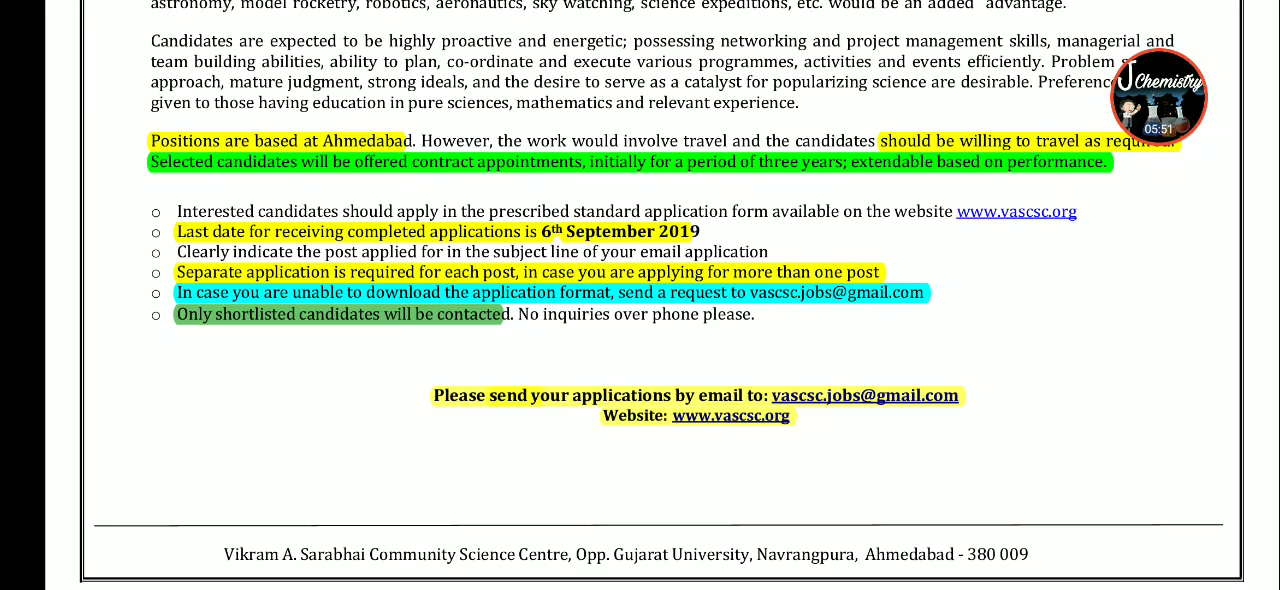 astronomy, model rocketry, robotics, aeronautics, sky watching, science expeditions, etc. would be an added advantage.
Candidates are expected to be highly proactive and energetic; possessing networking and project management skills, managerial and
team building abilities, ability to plan, co-ordinate and execute various programmes, activities and events efficiently. Problem
approach, mature judgment, strong ideals, and the desire to serve as a catalyst for popularizing science are desirable.
given to those having education in pure sciences, mathematics and relevant experience.
J Chemistry
05:51
Positions are based at Ahmedabad. However, the work would involve travel and the candidates should be willing to travel as
Selected candidates will be offered contract appointments, initially for a period of three years; extendable based on performance.
o Interested candidates should apply in the prescribed standard application form available on the website www.vascsc.org
o Last date for receiving completed applications is 6th September 2019
o Clearly indicate the post applied for in the subject line of your email application
o Separate application is required for each post, in case you are applying for more than one post
o In case you are unable to download the application format, send a request to vascsc.jobs@gmail.com
o Only shortlisted candidates will be contacted. No inquiries over phone please.
Please send your applications by email to: vascsc.jobs@gmail.com
Website: www.vascsc.org
Vikram A. Sarabhai Community Science Centre, Opp. Gujarat University, Navrangpura, Ahmedabad - 380 009